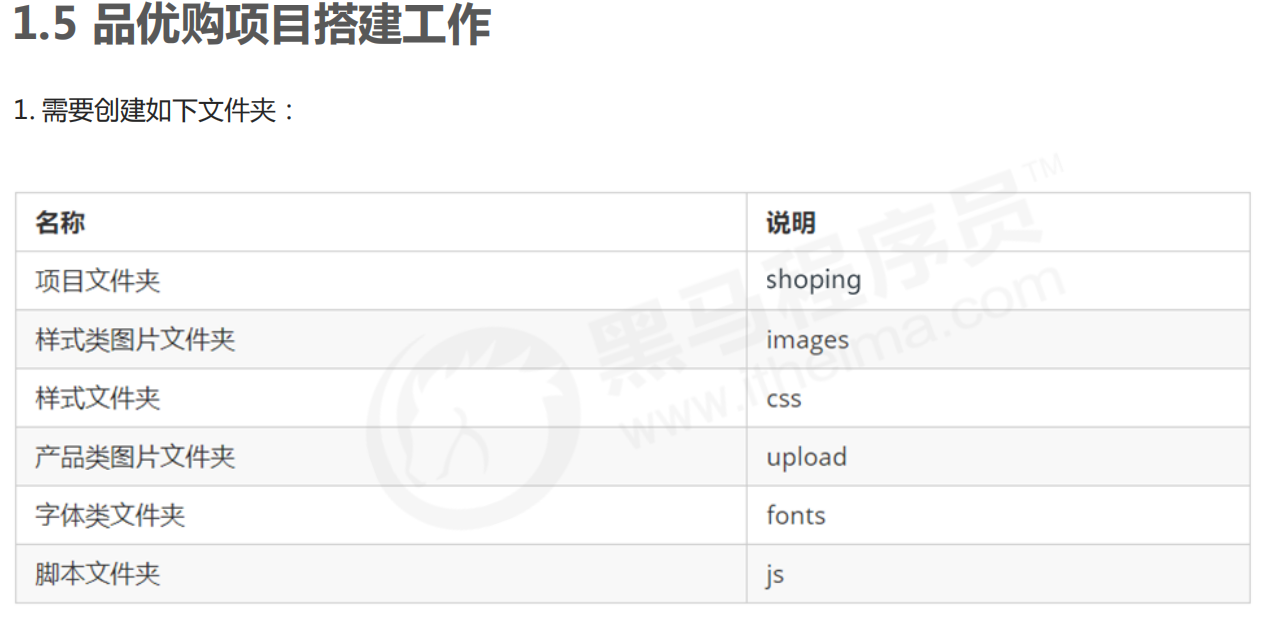 1.5 品优购项目搭建工作
1. 需要创建如下文件夹：
名称 说明
项目文件夹 shoping
样式类图片文件夹 images
样式文件夹 css
产品类图片文件夹 upload
字体类文件夹 fonts
脚本文件夹 js
黑马程序员™
www.itheima.com